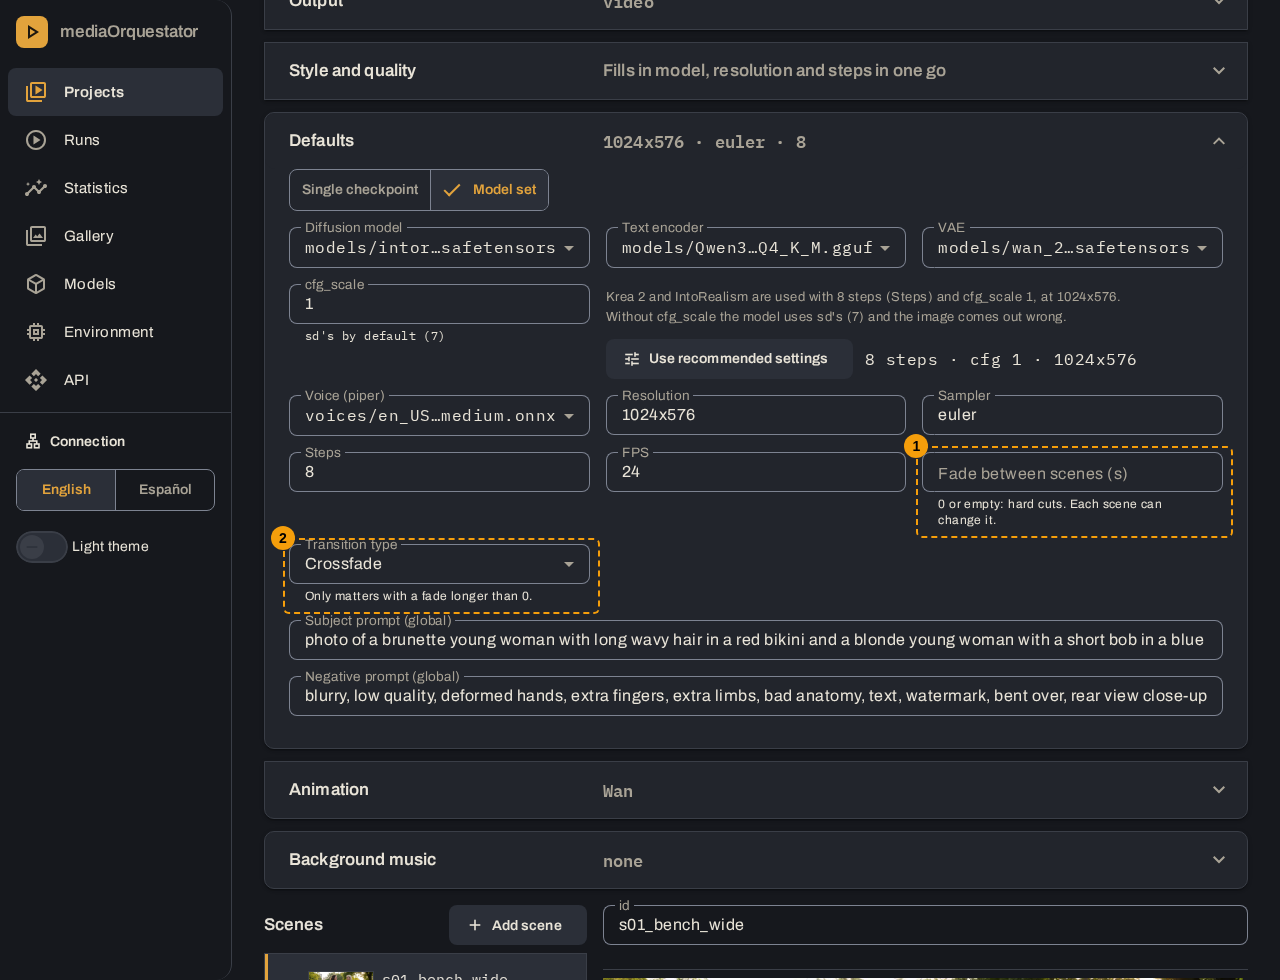 mediaOrquestator
Projects
Runs
Statistics
Gallery
Models
Environment
API
Connection
English
Español
Light theme
Output
video
Style and quality
Fills in model, resolution and steps in one go
Defaults
1024x576 · euler · 8
Single checkpoint
Model set
Diffusion model
models/intor…safetensors
Text encoder
models/Qwen3…Q4_K_M.gguf
VAE
models/wan_2…safetensors
cfg_scale
1
sd's by default (7)
Krea 2 and IntoRealism are used with 8 steps (Steps) and cfg_scale 1, at 1024x576.
Without cfg_scale the model uses sd's (7) and the image comes out wrong.
Use recommended settings
8 steps · cfg 1 · 1024x576
Voice (piper)
voices/en_US…medium.onnx
Resolution
1024x576
Sampler
euler
Steps
8
FPS
24
1
Fade between scenes (s)
0 or empty: hard cuts. Each scene can
change it.
2
Transition type
Crossfade
Only matters with a fade longer than 0.
Subject prompt (global)
photo of a brunette young woman with long wavy hair in a red bikini and a blonde young woman with a short bob in a blue
Negative prompt (global)
blurry, low quality, deformed hands, extra fingers, extra limbs, bad anatomy, text, watermark, bent over, rear view close-up
Animation
Wan
Background music
none
Scenes
Add scene
id
s01_bench_wide
s01_bench_wide